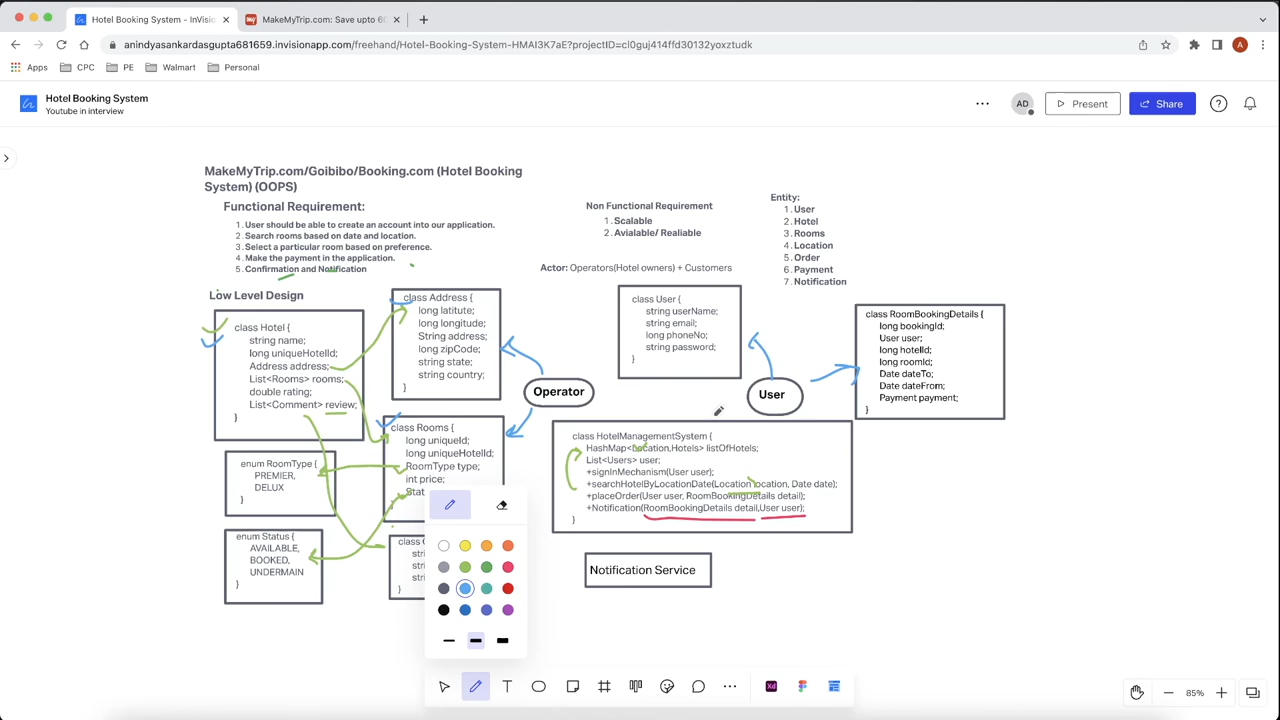 Hotel Booking System - InVisio
MakeMyTrip.com: Save upto 60
anindyasankardasgupta681659.invisionapp.com/freehand/Hotel-Booking-System-HMAI3K7aE?projectID=cl0guj414ffd30132yoxztudk
A
Apps
CPC
PE
Walmart
Personal
Hotel Booking System
Youtube in interview
AD
Present
Share
MakeMyTrip.com/Goibibo/Booking.com (Hotel Booking
System) (OOPS)
Functional Requirement:
1. User should be able to create an account into our application.
2. Search rooms based on date and location.
3. Select a particular room based on preference.
4. Make the payment in the application.
5. Confirmation and Notification
Non Functional Requirement
1. Scalable
2. Avialable/ Realiable
Actor: Operators(Hotel owners) + Customers
Entity:
1. User
2. Hotel
3. Rooms
4. Location
5. Order
6. Payment
7. Notification
Low Level Design
class Hotel {
string name;
long uniqueHotelId;
Address address;
List<Rooms> rooms;
double rating;
List<Comment> review;
}
class Address {
long latitute;
long longitude;
String address;
long zipCode;
string state;
string country;
}
class User {
string userName;
string email;
long phoneNo;
string password;
}
class RoomBookingDetails {
long bookingId;
User user;
long hotelId;
long roomId;
Date dateTo;
Date dateFrom;
Payment payment;
}
Operator
User
class Rooms {
long uniqueId;
long uniqueHotelId;
RoomType type;
int price;
Stat
enum RoomType {
PREMIER,
DELUX
}
enum Status {
AVAILABLE,
BOOKED,
UNDERMAIN
}
class C
stri
stri
stri
}
class HotelManagementSystem {
HashMap<Location,Hotels> listOfHotels;
List<Users> user;
+signInMechanism(User user);
+searchHotelByLocationDate(Location location, Date date);
+placeOrder(User user, RoomBookingDetails detail);
+Notification(RoomBookingDetails detail,User user);
}
Notification Service
Xd
85%